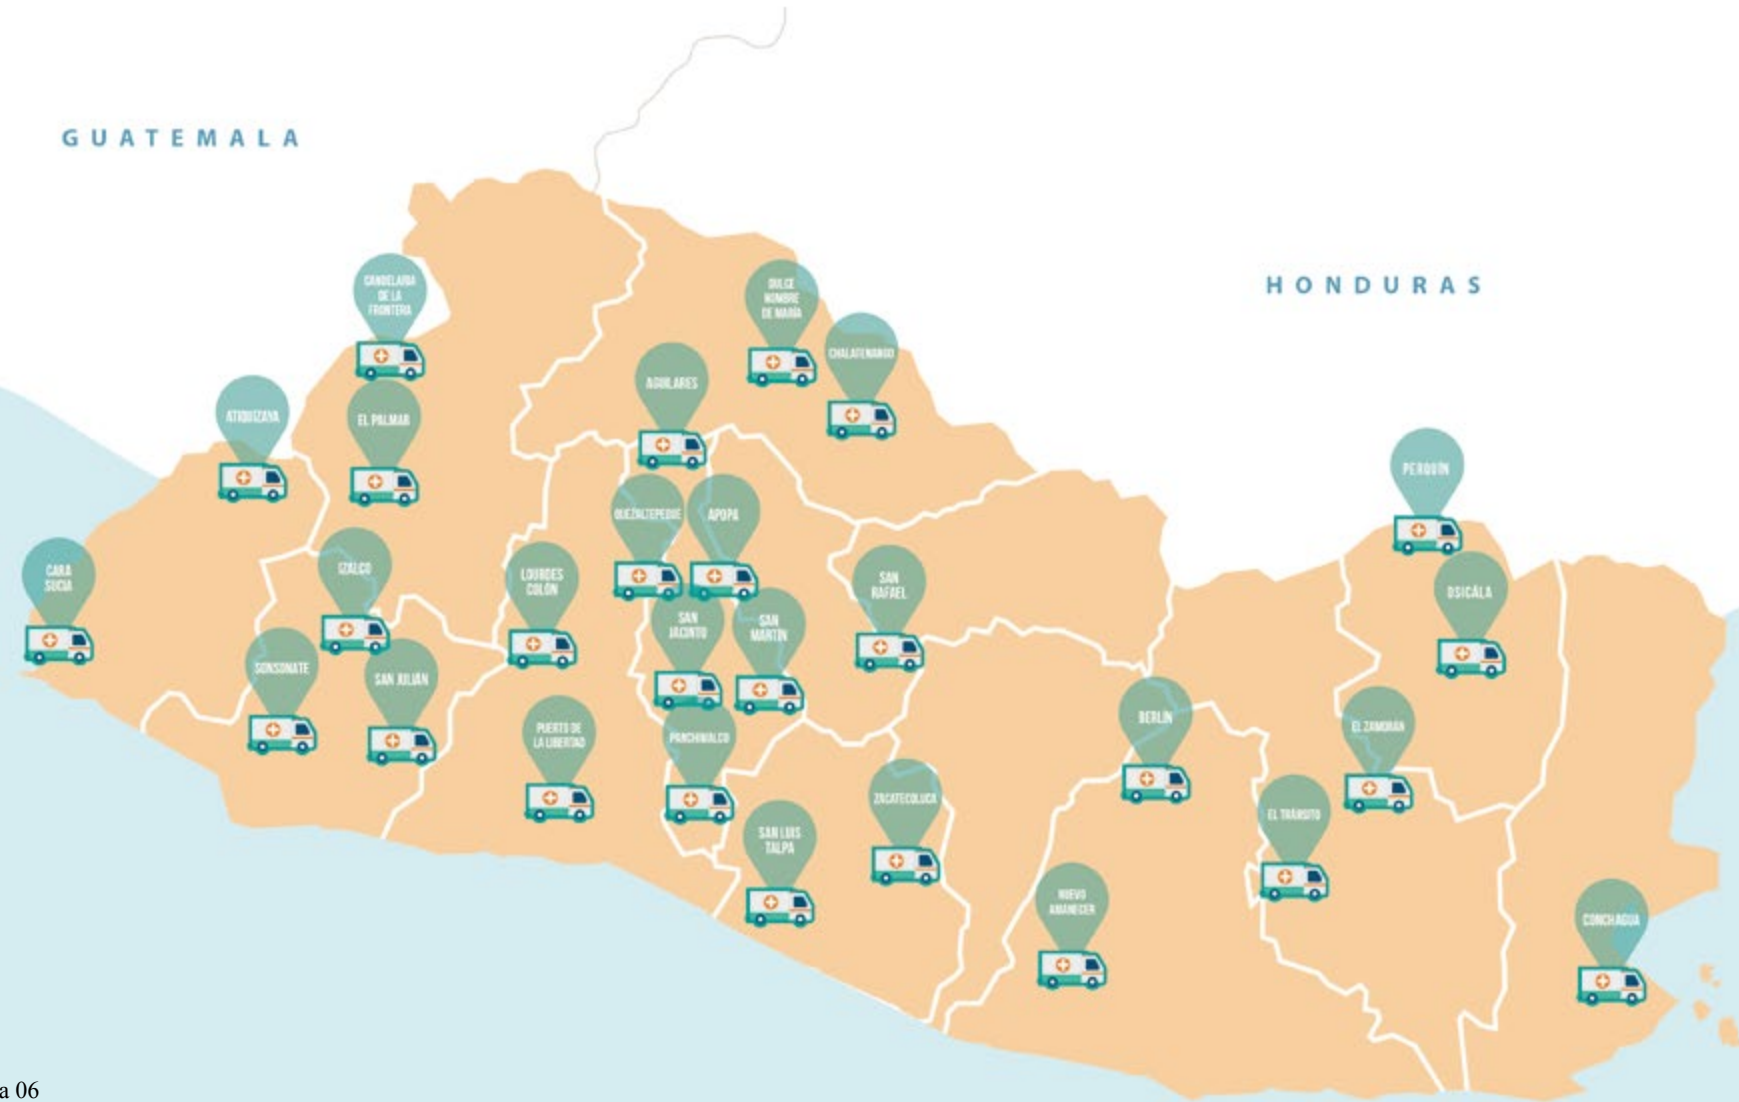 GUATEMALA
HONDURAS
CANDELARIA
DE LA
FRONTERA
DULCE
NOMBRE
DE MARÍA
CHALATENANGO
AGUILARES
ATIQUIZAYA
EL PALMAR
PERQUÍN
QUEZALTEPEQUE
APOPA
CARA
SUCIA
IZALCO
LOURDES
COLÓN
SAN
RAFAEL
OSICÁLA
SAN
JACINTO
SAN
MARTÍN
SONSONATE
SAN JULIÁN
PUERTO DE
LA LIBERTAD
PANCHIMALCO
BERLÍN
EL ZAMORÁN
ZACATECOLUCA
EL TRÁNSITO
SAN LUIS
TALPA
NUEVO
AMANECER
CONCHAGUA
a 06